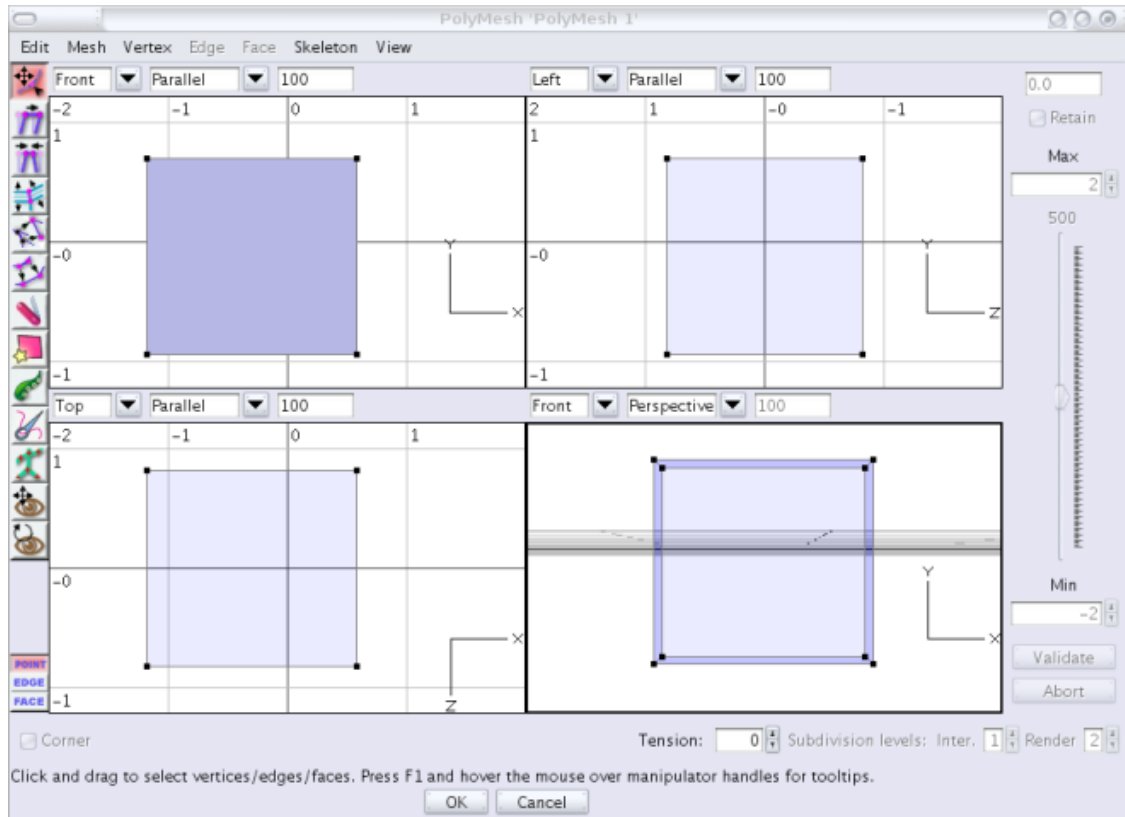 PolyMesh 'PolyMesh 1'
Edit Mesh Vertex Edge Face Skeleton View
Front Parallel 100 Left Parallel 100
0.0
-2 -1 0 1 2 1 -0 -1
1 1
Retain
Max
2
500
-0 -0
Y Y
X Z
-1 -1
Top Parallel 100 Front Perspective 100
-2 -1 0 1
1
-0
Y
Min
-2
X X
POINT
EDGE
FACE
-1
Z
Validate
Abort
Corner Tension: 0 Subdivision levels: Inter. 1 Render 2
Click and drag to select vertices/edges/faces. Press F1 and hover the mouse over manipulator handles for tooltips.
OK Cancel